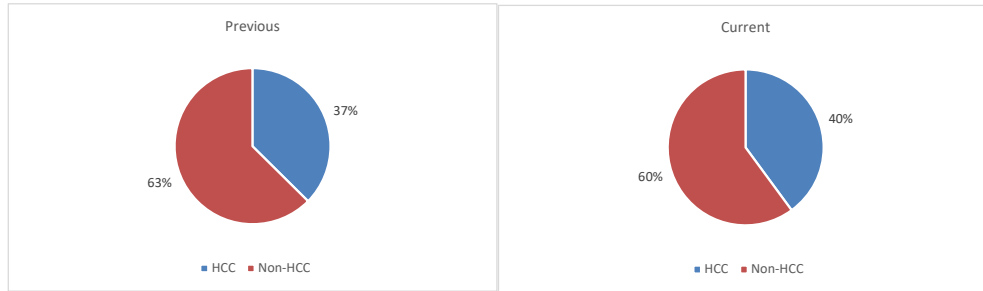 Previous
37%
63%
HCC Non-HCC
Current
40%
60%
HCC Non-HCC